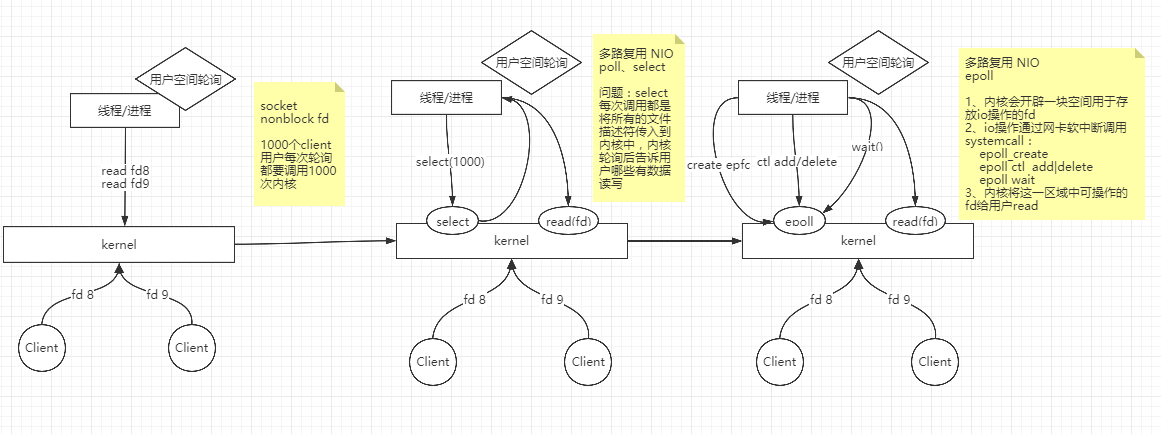 用户空间轮询
线程/进程
socket
nonblock fd
1000个client
用户每次轮询
都要调用1000
次内核
read fd8
read fd9
kernel
fd 8
fd 9
Client
Client
用户空间轮询
线程/进程
多路复用 NIO
poll、select
问题：select
每次调用都是
将所有的文件
描述符传入到
内核中，内核
轮询后告诉用
户哪些有数据
读写
select(1000)
select
read(fd)
kernel
fd 8
fd 9
Client
Client
用户空间轮询
线程/进程
多路复用 NIO
epoll
1、内核会开辟一块空间用于存
放io操作的fd
2、io操作通过网卡软中断调用
systemcall：
epoll_create
epoll ctl add|delete
epoll wait
3、内核将这一区域中可操作的
fd给用户read
create epfc
ctl add/delete
wait()
epoll
read(fd)
kernel
fd 8
fd 9
Client
Client